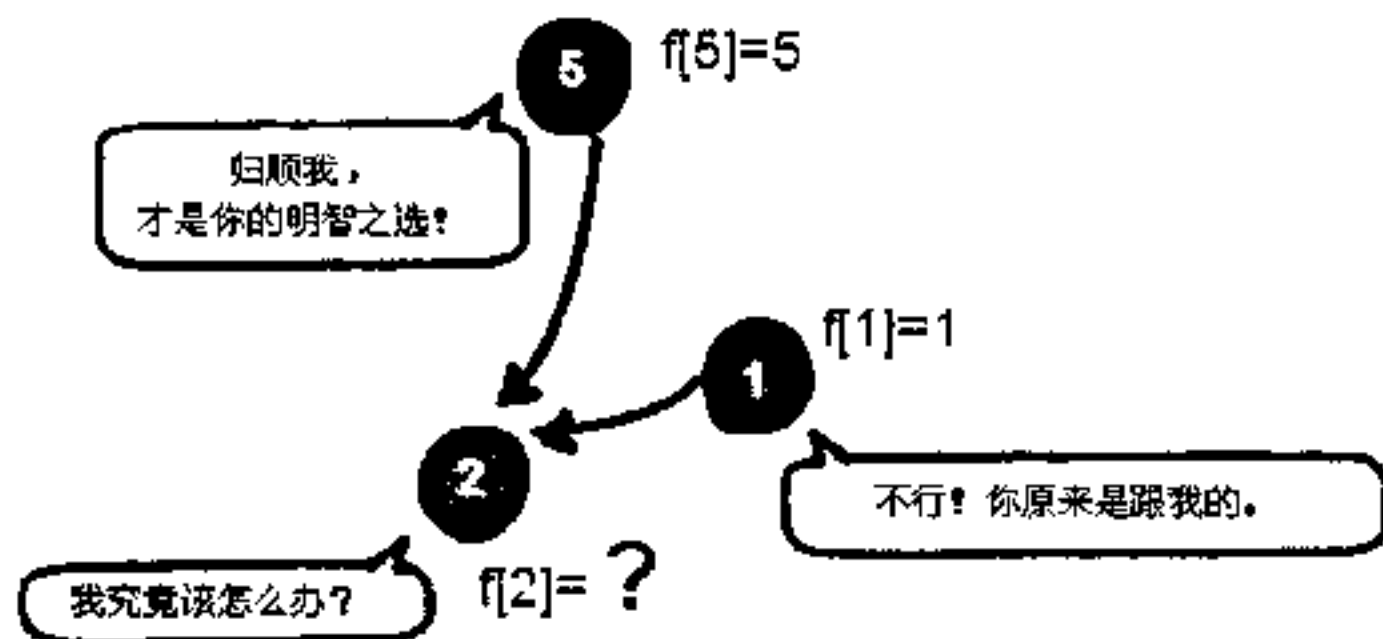 5
f[5]=5
归顺我，
才是你的明智之选！
f[1]=1
1
2
不行！你原来是跟我的。
f[2]=？
我究竟该怎么办？